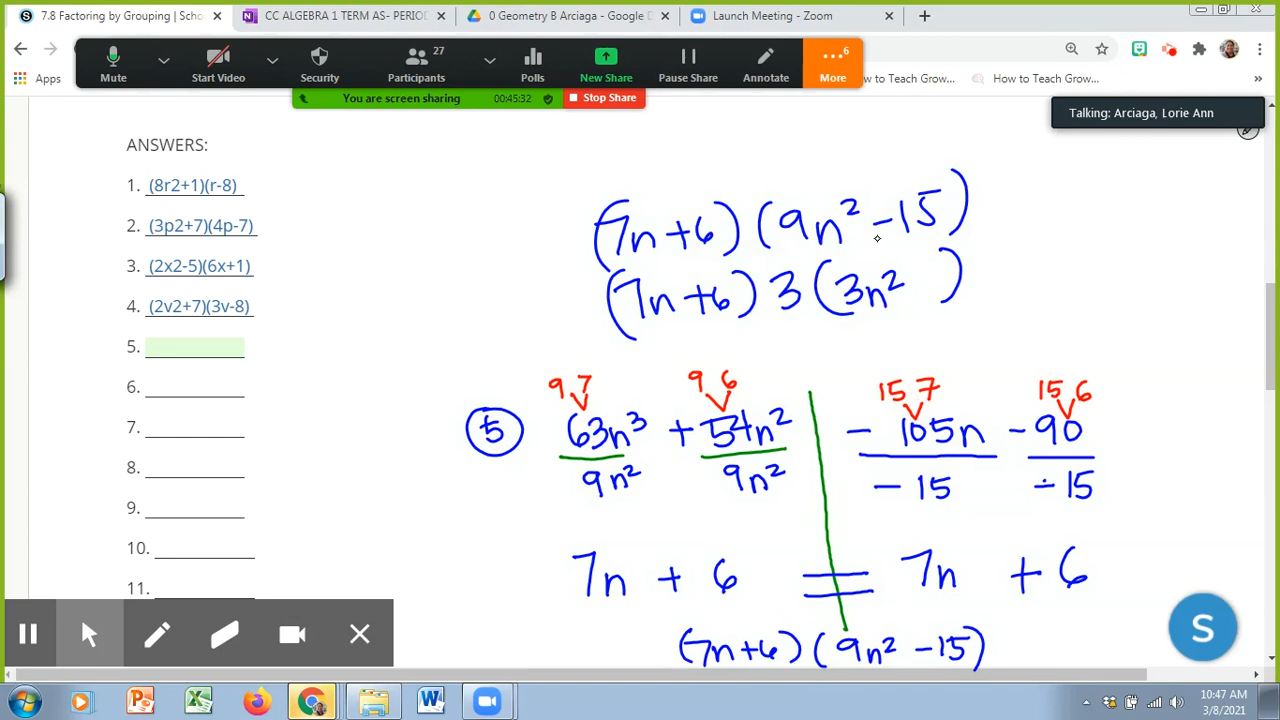 7.8 Factoring by Grouping | Scho
CC ALGEBRA 1 TERM AS- PERIOD
0 Geometry B Arciaga - Google D
Launch Meeting - Zoom
Apps
Mute
Start Video
Security
27
Participants
Polls
New Share
Pause Share
Annotate
6
More
ow to Teach Grow...
How to Teach Grow...
You are screen sharing
00:45:32
Stop Share
Talking: Arciaga, Lorie Ann
ANSWERS:
1. (8r2+1)(r-8)
2. (3p2+7)(4p-7)
3. (2x2-5)(6x+1)
4. (2v2+7)(3v-8)
5.
6.
7.
8.
9.
10.
11.
(7n+6)(9n²-15)
(7n+6)3(3n² )
9 7 9 6 15 7 15 6
5 63n³ + 54n² - 105n - 90
9n² 9n² - 15 - 15
7n + 6 = 7n + 6
(7n+6)(9n²-15)
S
10:47 AM
3/8/2021